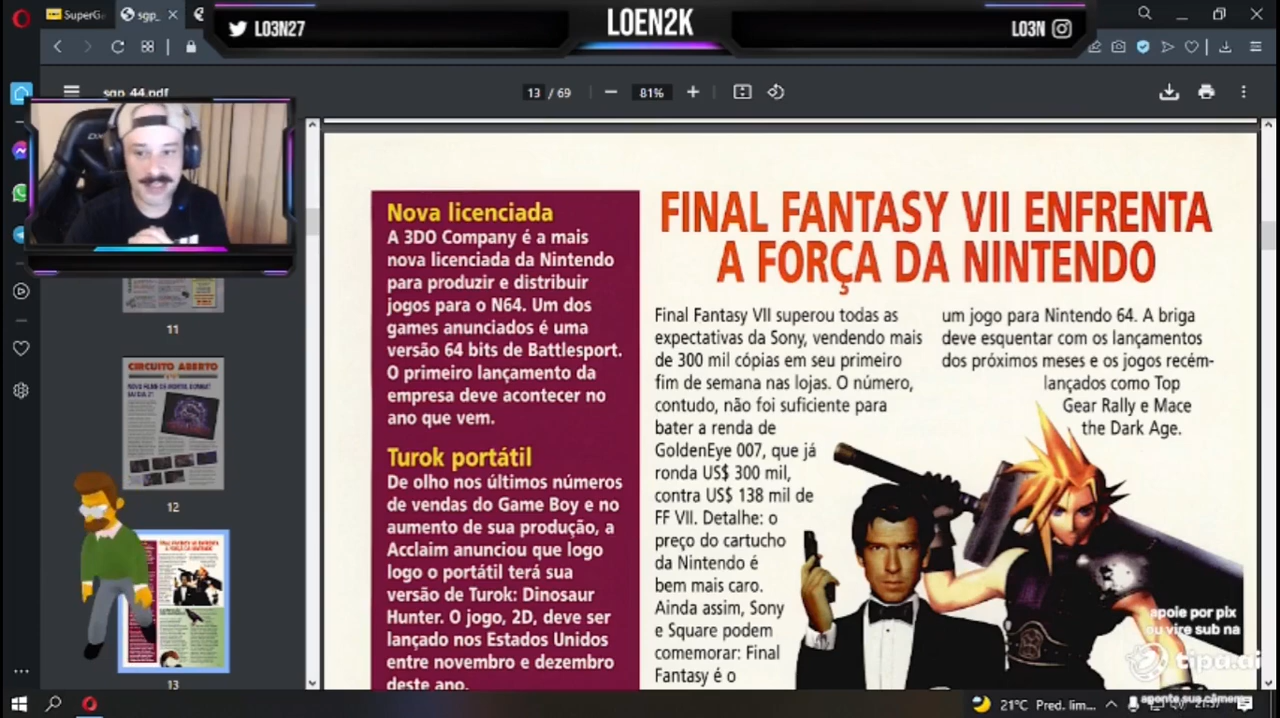 SuperG
sgp_
LO3N27
LOEN2K
LO3N
sgp_44.pdf
13 / 69
81%
11
CIRCUITO ABERTO
12
13
Nova licenciada
A 3DO Company é a mais
nova licenciada da Nintendo
para produzir e distribuir
jogos para o N64. Um dos
games anunciados é uma
versão 64 bits de Battlesport.
O primeiro lançamento da
empresa deve acontecer no
ano que vem.
Turok portátil
De olho nos últimos números
de vendas do Game Boy e no
aumento de sua produção, a
Acclaim anunciou que logo
logo o portátil terá sua
versão de Turok: Dinosaur
Hunter. O jogo, 2D, deve ser
lançado nos Estados Unidos
entre novembro e dezembro
deste ano.
FINAL FANTASY VII ENFRENTA
A FORÇA DA NINTENDO
Final Fantasy VII superou todas as
expectativas da Sony, vendendo mais
de 300 mil cópias em seu primeiro
fim de semana nas lojas. O número,
contudo, não foi suficiente para
bater a renda de
GoldenEye 007, que já
ronda US$ 300 mil,
contra US$ 138 mil de
FF VII. Detalhe: o
preço do cartucho
da Nintendo é
bem mais caro.
Ainda assim, Sony
e Square podem
comemorar: Final
Fantasy é o
um jogo para Nintendo 64. A briga
deve esquentar com os lançamentos
dos próximos meses e os jogos recém-
lançados como Top
Gear Rally e Mace
the Dark Age.
apoie por pix
ou vire sub na
tipa.ai
aponte sua câmera
21°C Pred. lim...